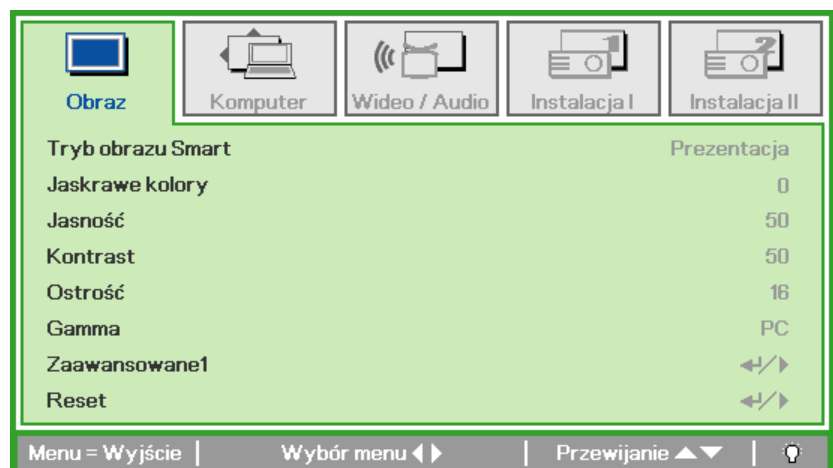 Obraz Komputer Wideo / Audio Instalacja I Instalacja II
Tryb obrazu Smart Prezentacja
Jaskrawe kolory 0
Jasność 50
Kontrast 50
Ostrość 16
Gamma PC
Zaawansowane1
Reset
Menu = Wyjście Wybór menu Przewijanie